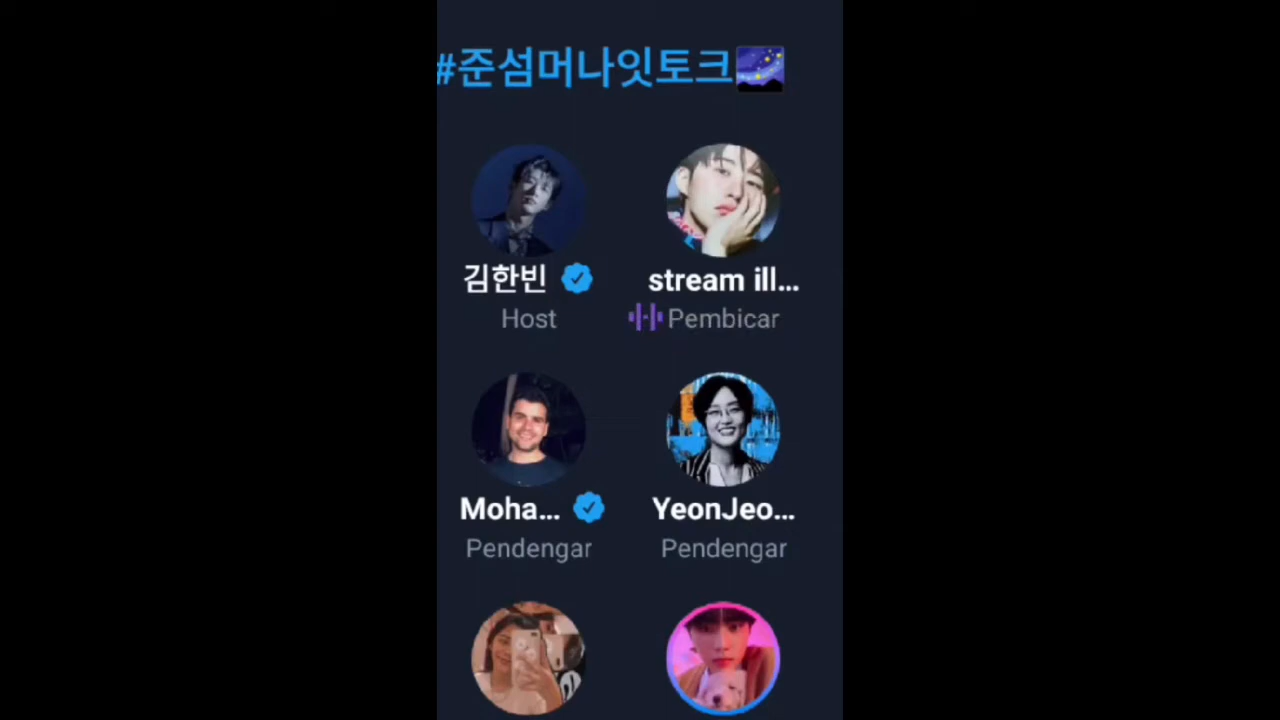 #준섬머나잇토크
김한빈
stream ill...
Host
Pembicar
Moha...
YeonJeo...
Pendengar
Pendengar